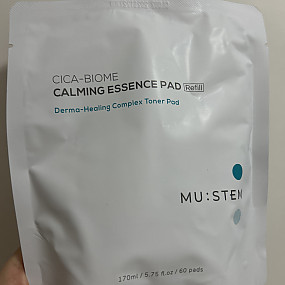 CICA-BIOME
CALMING ESSENCE PAD Refill
Derma-Healing Complex Toner Pad
MU:STEM
170ml / 5.75 fl.oz / 60 pads